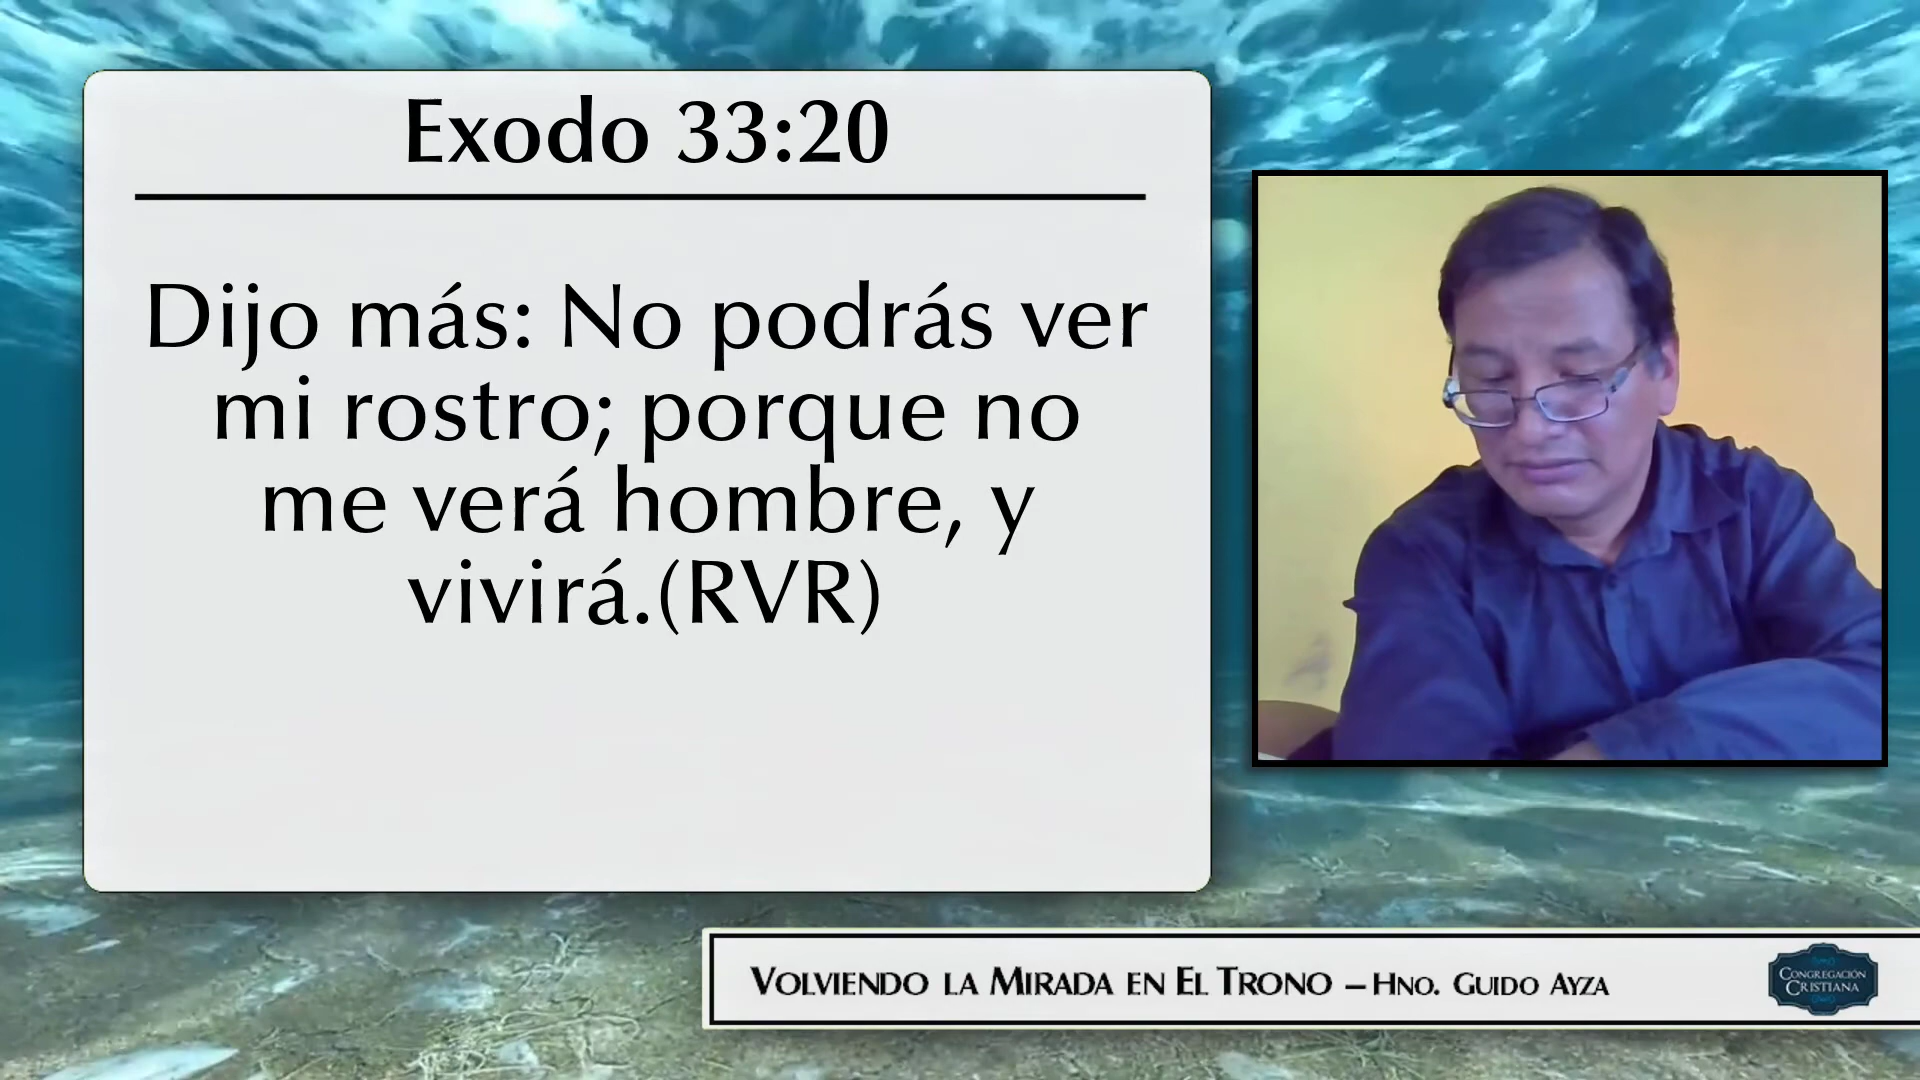 Exodo 33:20
Dijo más: No podrás ver
mi rostro; porque no
me verá hombre, y
vivirá.(RVR)
Volviendo la Mirada en El Trono – Hno. Guido Ayza
Congregación
Cristiana